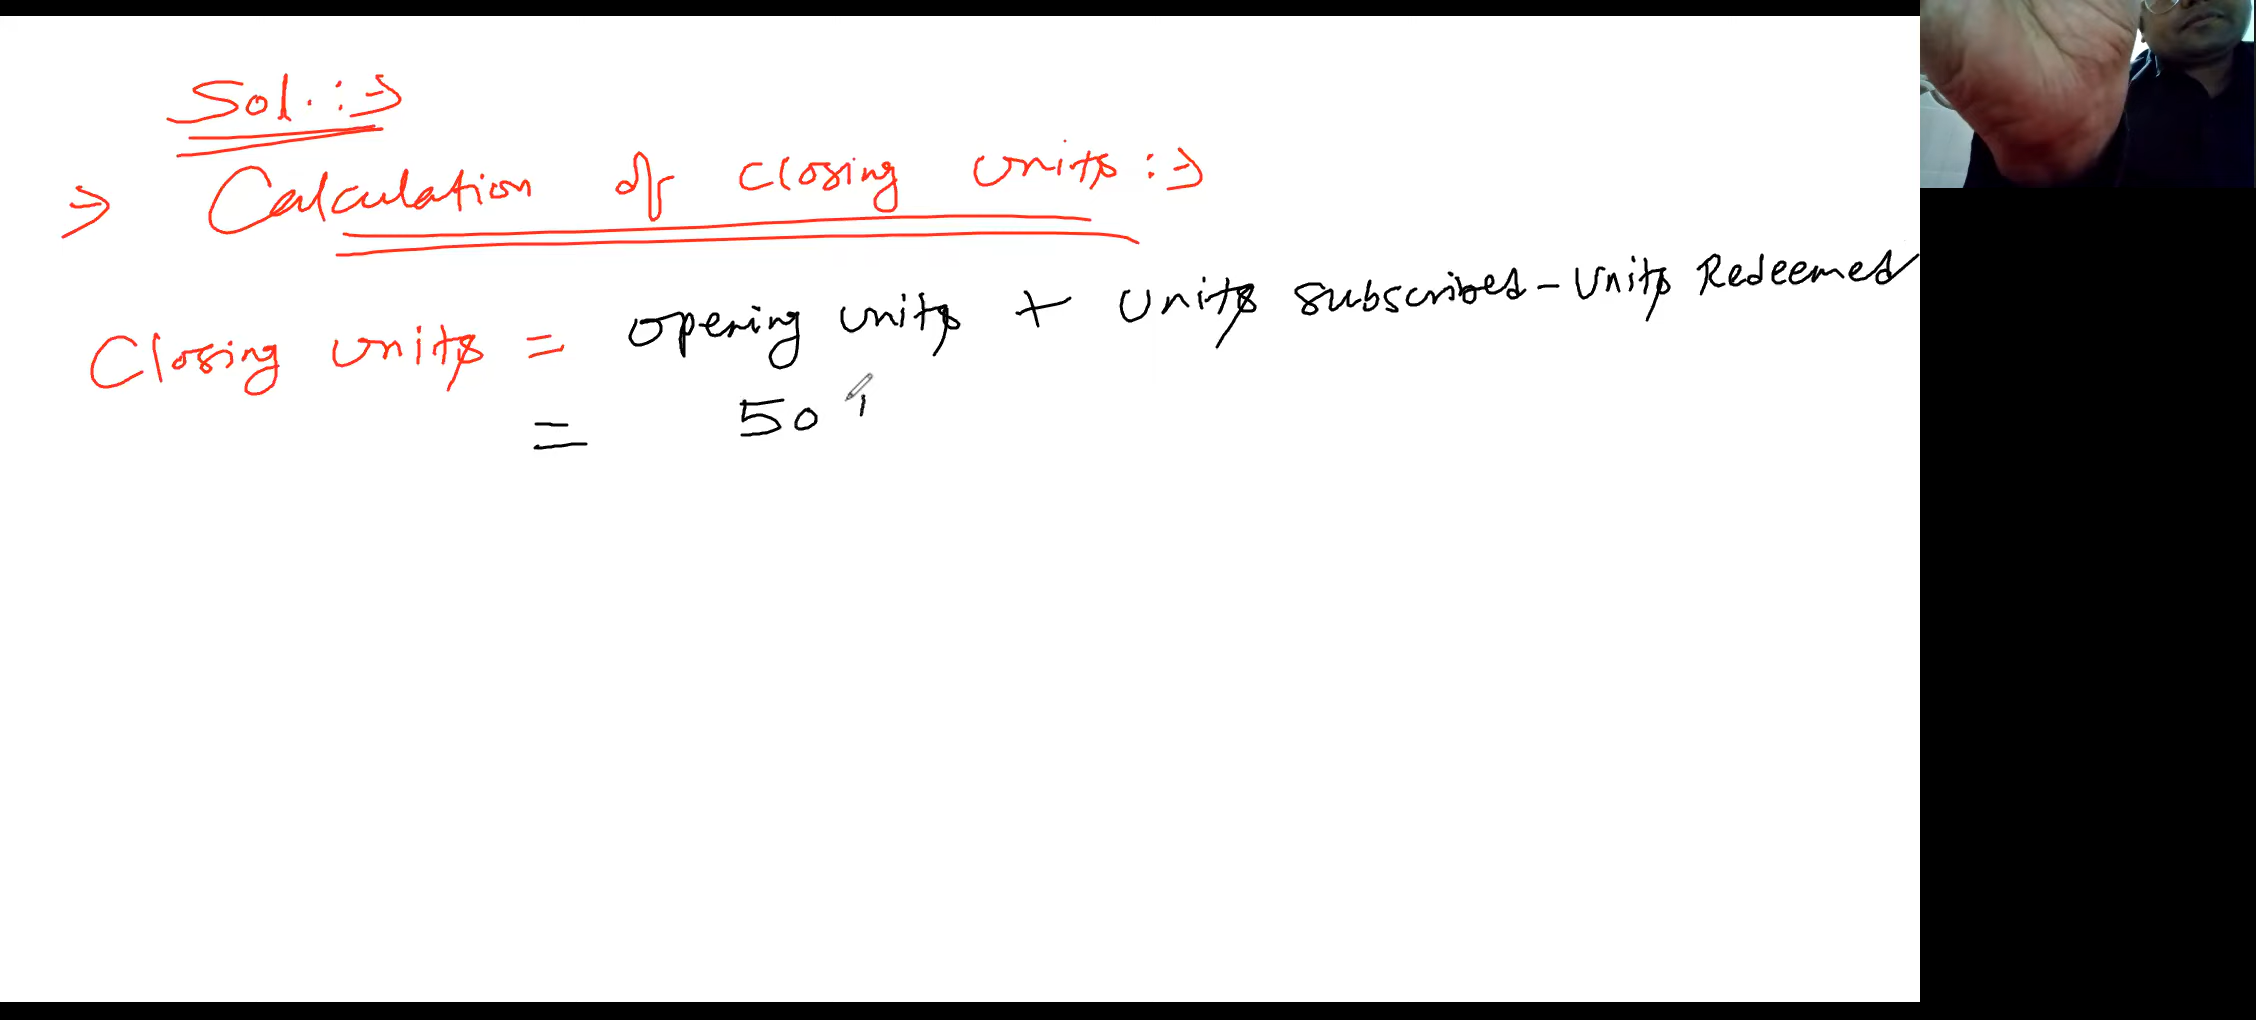 Sol. :⇒
⇒ Calculation of closing units :⇒
Closing units = opening units + units subscribed - Units Redeemed
= 50